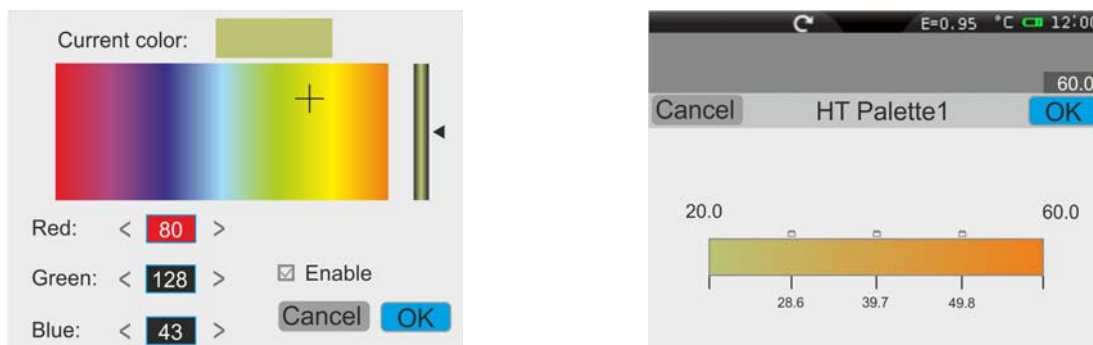 Current color:
Red: < 80 >
Green: < 128 > Enable
Blue: < 43 > Cancel OK
E=0.95 °C 12:00
60.0
Cancel HT Palette1 OK
20.0 60.0
28.6 39.7 49.8